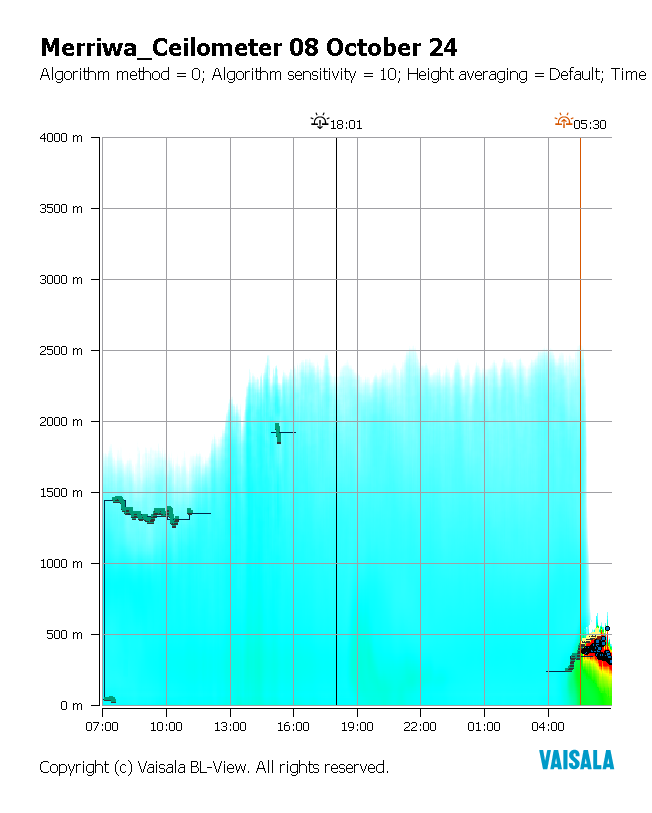 Merriwa_Ceilometer 08 October 24
Algorithm method = 0; Algorithm sensitivity = 10; Height averaging = Default; Time
18:01
05:30
4000 m
3500 m
3000 m
2500 m
2000 m
1500 m
1000 m
500 m
0 m
07:00 10:00 13:00 16:00 19:00 22:00 01:00 04:00
VAISALA
Copyright (c) Vaisala BL-View. All rights reserved.